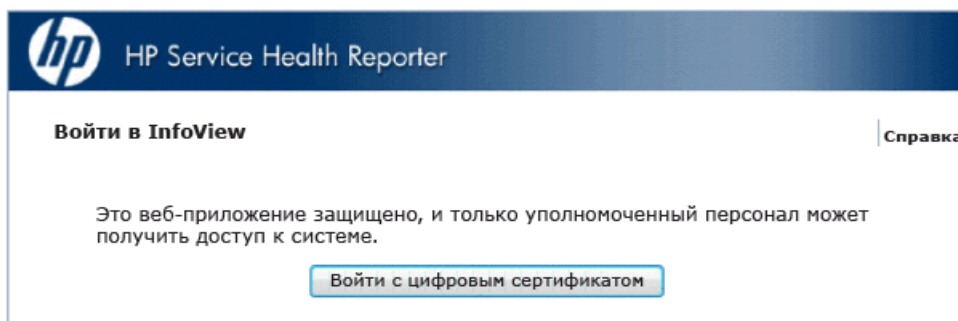 hp HP Service Health Reporter
Войти в InfoView
Справка
Это веб-приложение защищено, и только уполномоченный персонал может
получить доступ к системе.
Войти с цифровым сертификатом